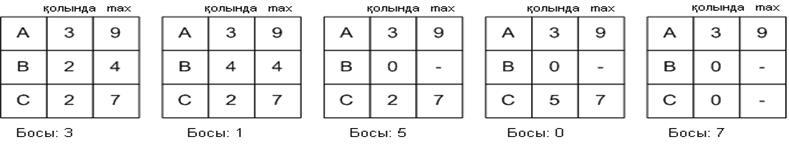 қолында max қолында max қолында max қолында max қолында max
A 3 9 A 3 9 A 3 9 A 3 9 A 3 9
B 2 4 B 4 4 B 0 - B 0 - B 0 -
C 2 7 C 2 7 C 2 7 C 5 7 C 0 -
Босы: 3 Босы: 1 Босы: 5 Босы: 0 Босы: 7